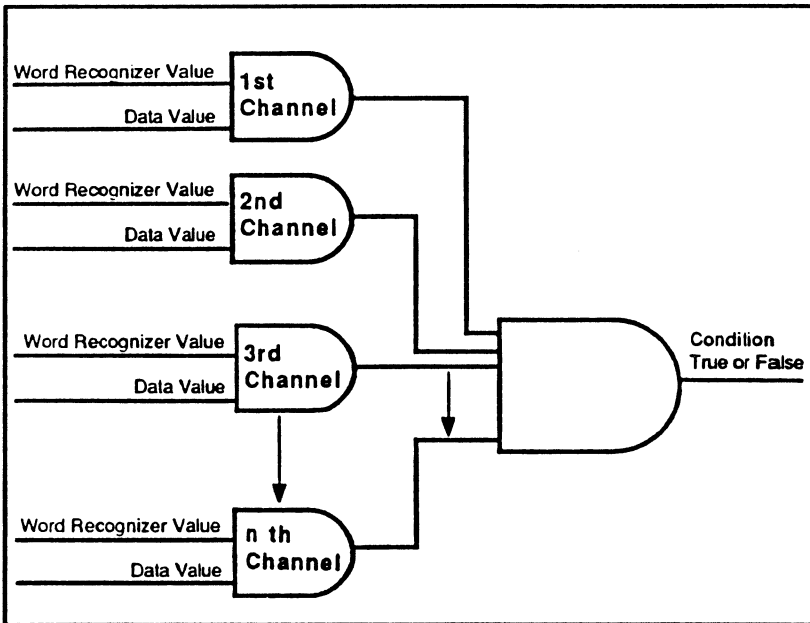 Word Recognizer Value
1st
Channel
Data Value
Word Recognizer Value
2nd
Channel
Data Value
Word Recognizer Value
3rd
Channel
Data Value
Condition
True or False
Word Recognizer Value
n th
Channel
Data Value